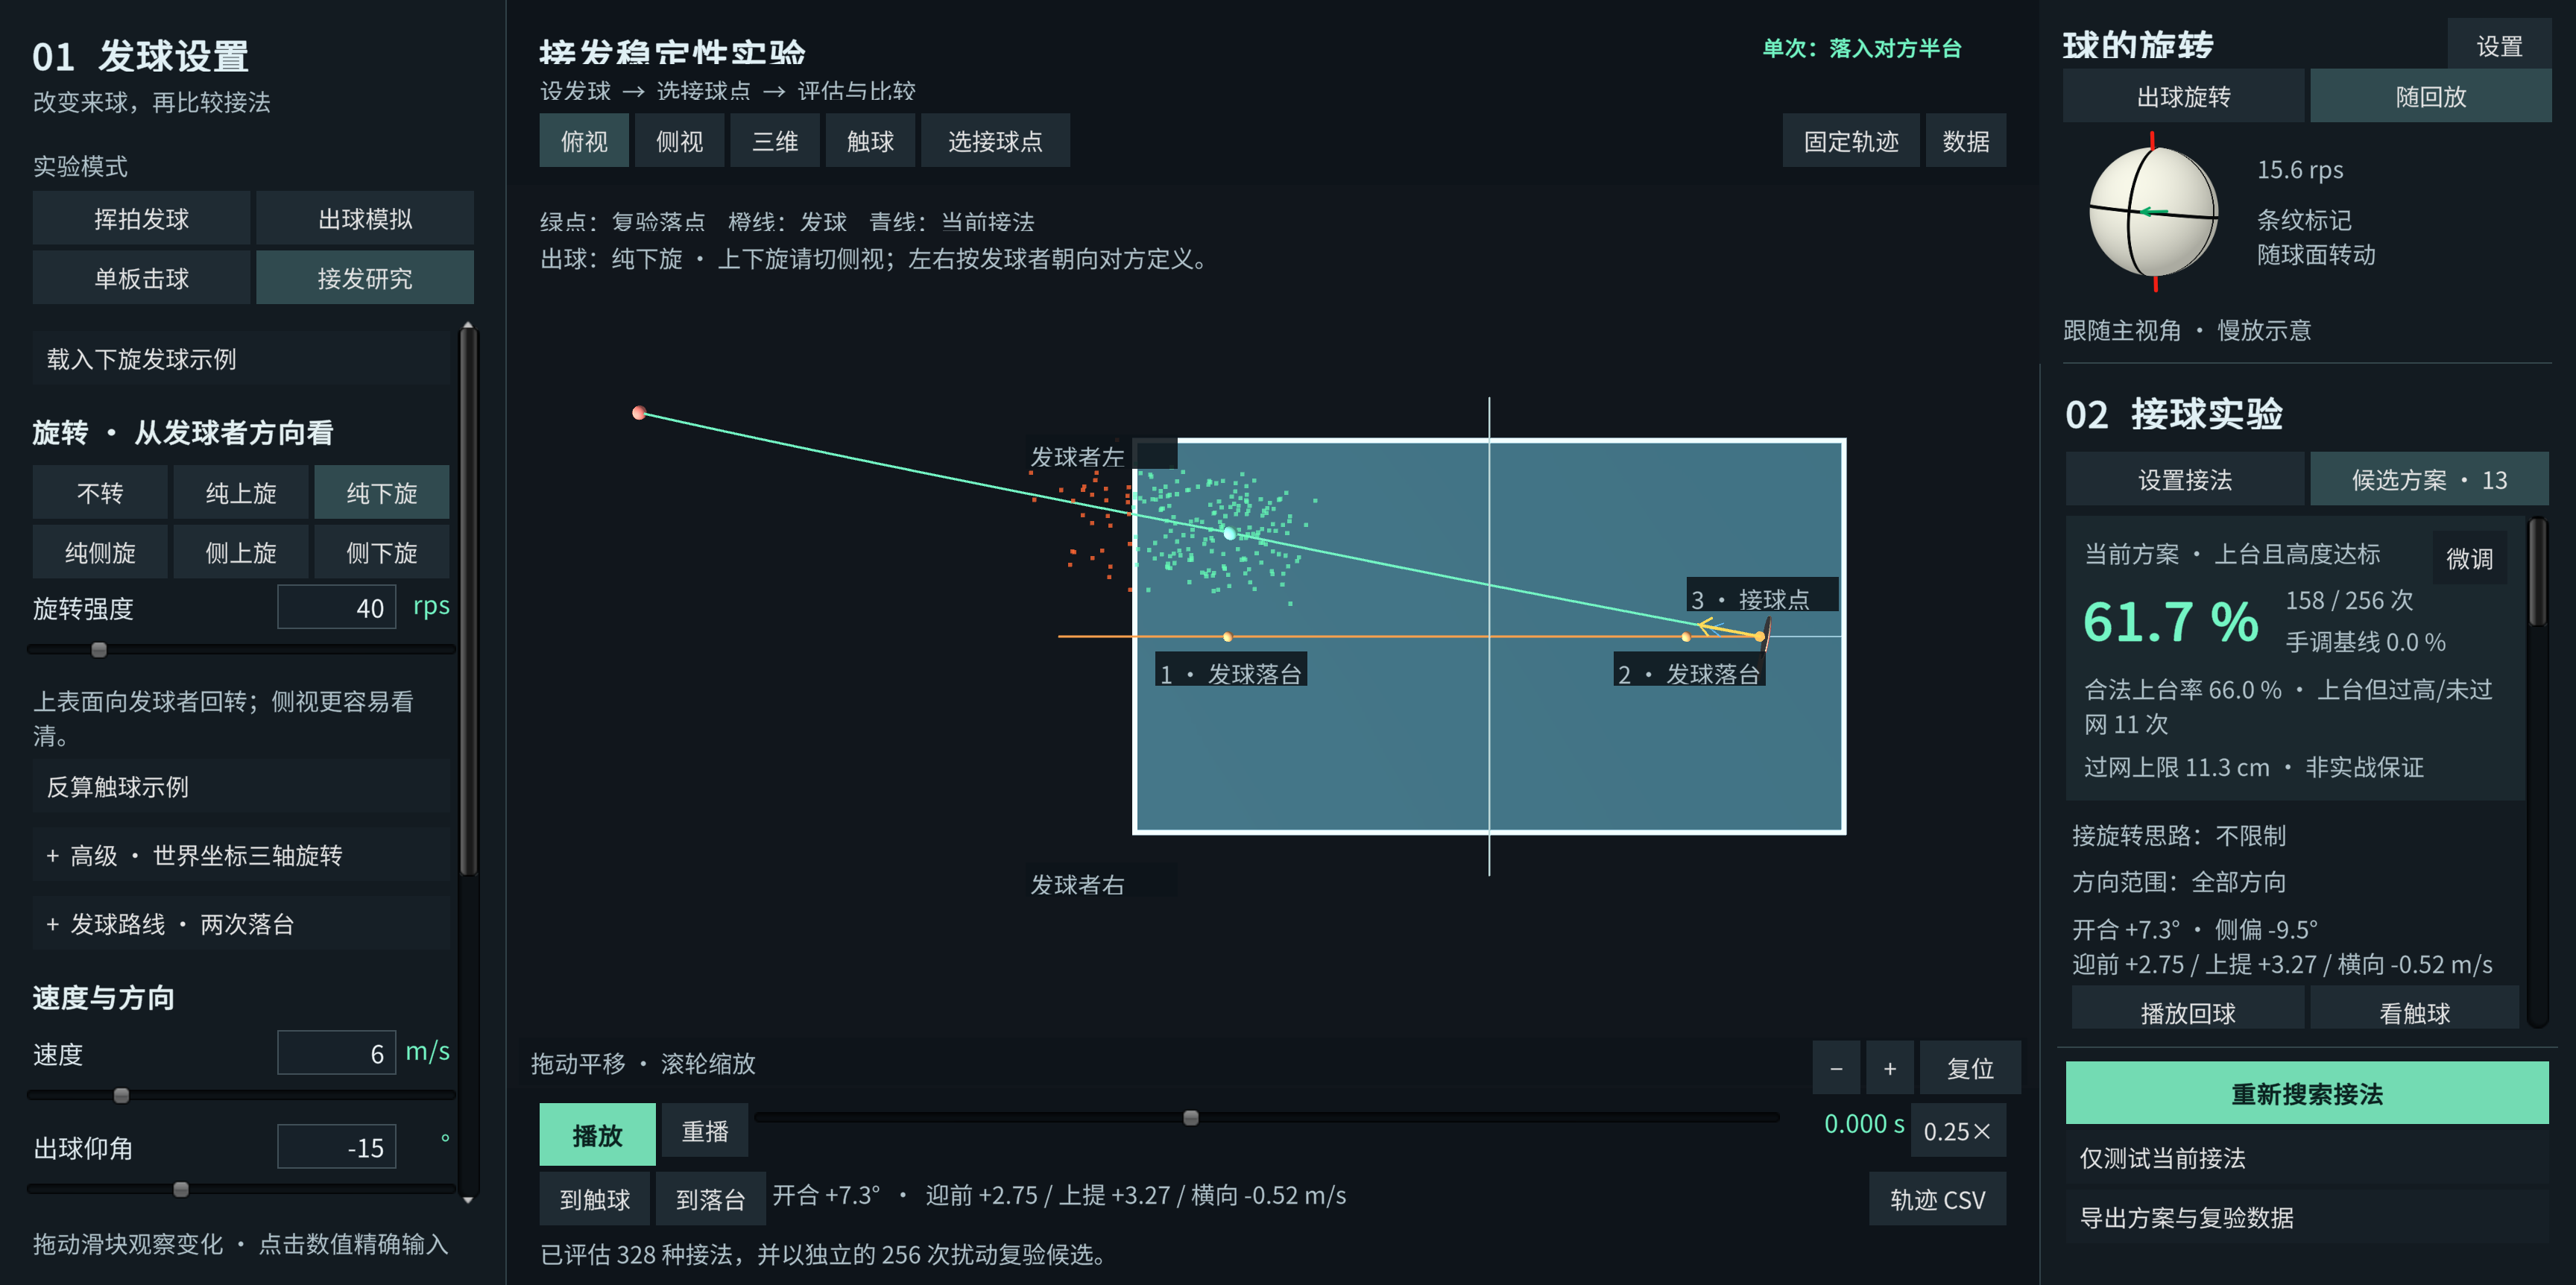 01 发球设置
改变来球，再比较接法
实验模式
挥拍发球
出球模拟
单板击球
接发研究
载入下旋发球示例
旋转 · 从发球者方向看
不转
纯上旋
纯下旋
纯侧旋
侧上旋
侧下旋
旋转强度
40
rps
上表面向发球者回转；侧视更容易看
清。
反算触球示例
+ 高级 · 世界坐标三轴旋转
+ 发球路线 · 两次落台
速度与方向
速度
6
m/s
出球仰角
-15
°
拖动滑块观察变化 · 点击数值精确输入
接发稳定性实验
单次：落入对方半台
设发球 → 选接球点 → 评估与比较
俯视
侧视
三维
触球
选接球点
固定轨迹
数据
绿点：复验落点 橙线：发球 青线：当前接法
出球：纯下旋 · 上下旋请切侧视；左右按发球者朝向对方定义。
发球者左
3 · 接球点
1 · 发球落台
2 · 发球落台
发球者右
拖动平移 · 滚轮缩放
−
+
复位
播放
重播
0.000 s
0.25×
到触球
到落台
开合 +7.3° · 迎前 +2.75 / 上提 +3.27 / 横向 -0.52 m/s
轨迹 CSV
已评估 328 种接法，并以独立的 256 次扰动复验候选。
球的旋转
设置
出球旋转
随回放
15.6 rps
条纹标记
随球面转动
跟随主视角 · 慢放示意
02 接球实验
设置接法
候选方案 · 13
当前方案 · 上台且高度达标
微调
61.7 %
158 / 256 次
手调基线 0.0 %
合法上台率 66.0 % · 上台但过高/未过
网 11 次
过网上限 11.3 cm · 非实战保证
接旋转思路：不限制
方向范围：全部方向
开合 +7.3° · 侧偏 -9.5°
迎前 +2.75 / 上提 +3.27 / 横向 -0.52 m/s
播放回球
看触球
重新搜索接法
仅测试当前接法
导出方案与复验数据